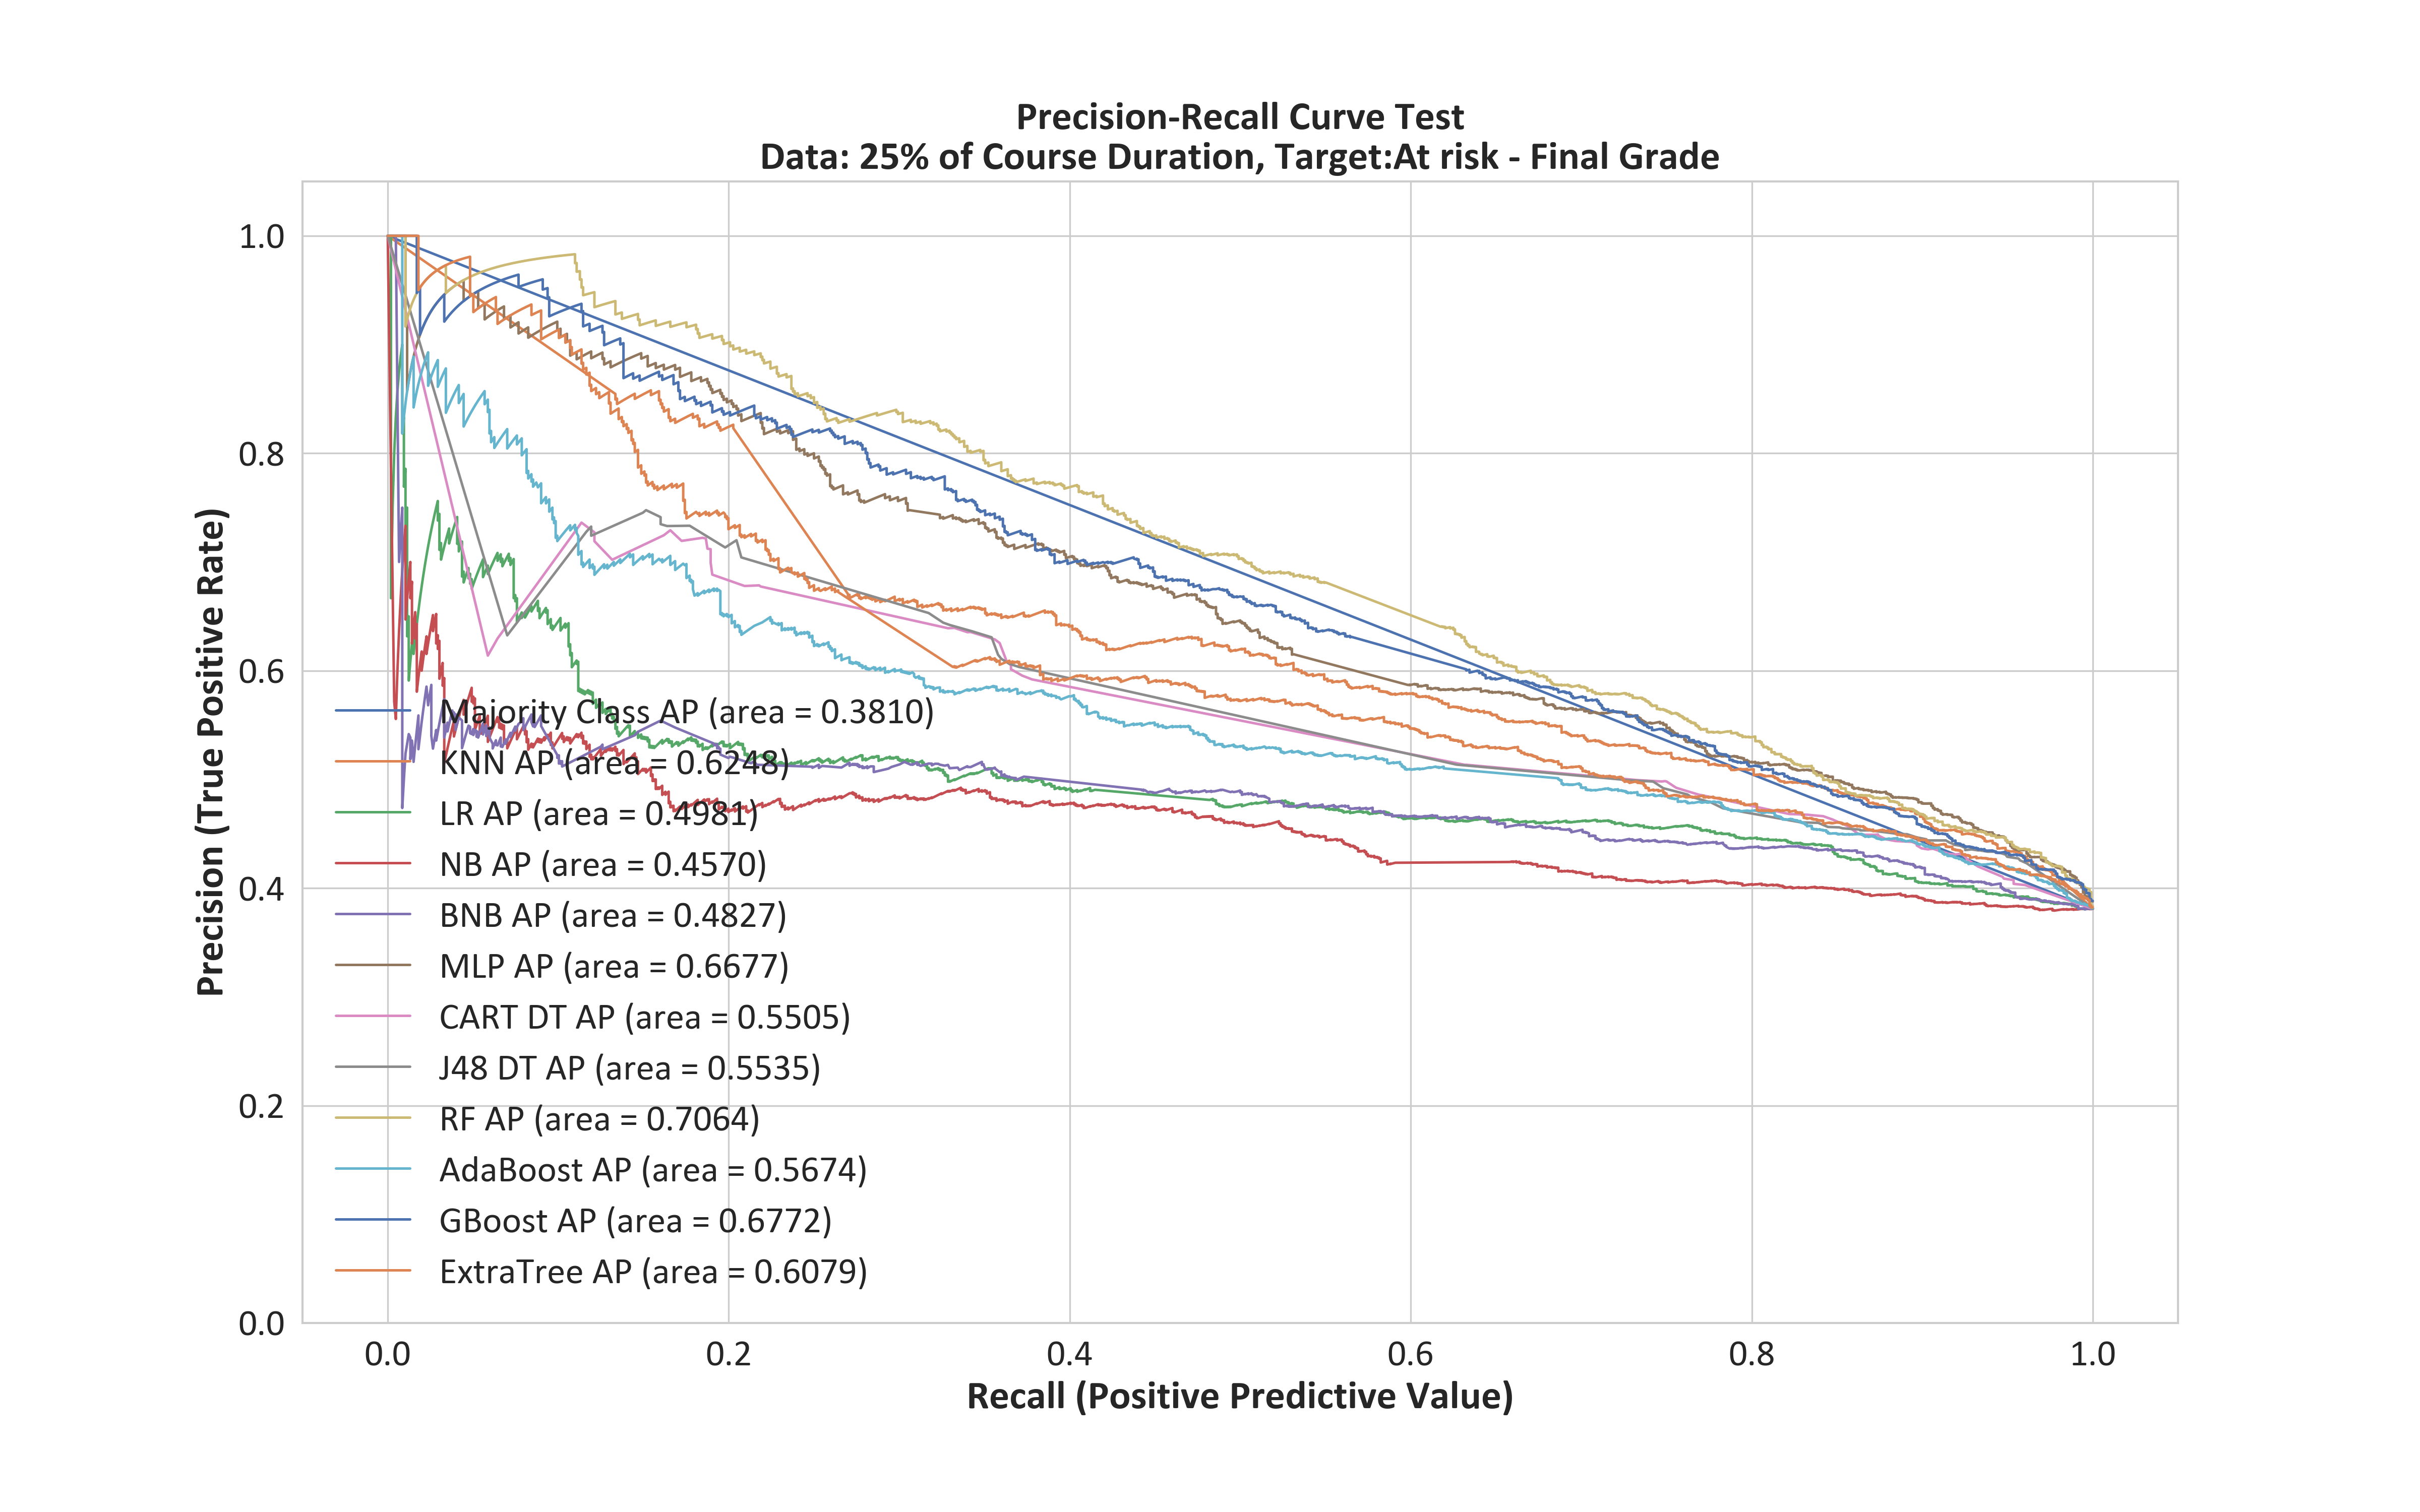 Precision-Recall Curve Test
Data: 25% of Course Duration, Target:At risk - Final Grade
1.0
0.8
0.6
0.4
0.2
0.0
Precision (True Positive Rate)
Majority Class AP (area = 0.3810)
KNN AP (area = 0.6248)
LR AP (area = 0.4981)
NB AP (area = 0.4570)
BNB AP (area = 0.4827)
MLP AP (area = 0.6677)
CART DT AP (area = 0.5505)
J48 DT AP (area = 0.5535)
RF AP (area = 0.7064)
AdaBoost AP (area = 0.5674)
GBoost AP (area = 0.6772)
ExtraTree AP (area = 0.6079)
0.0 0.2 0.4 0.6 0.8 1.0
Recall (Positive Predictive Value)